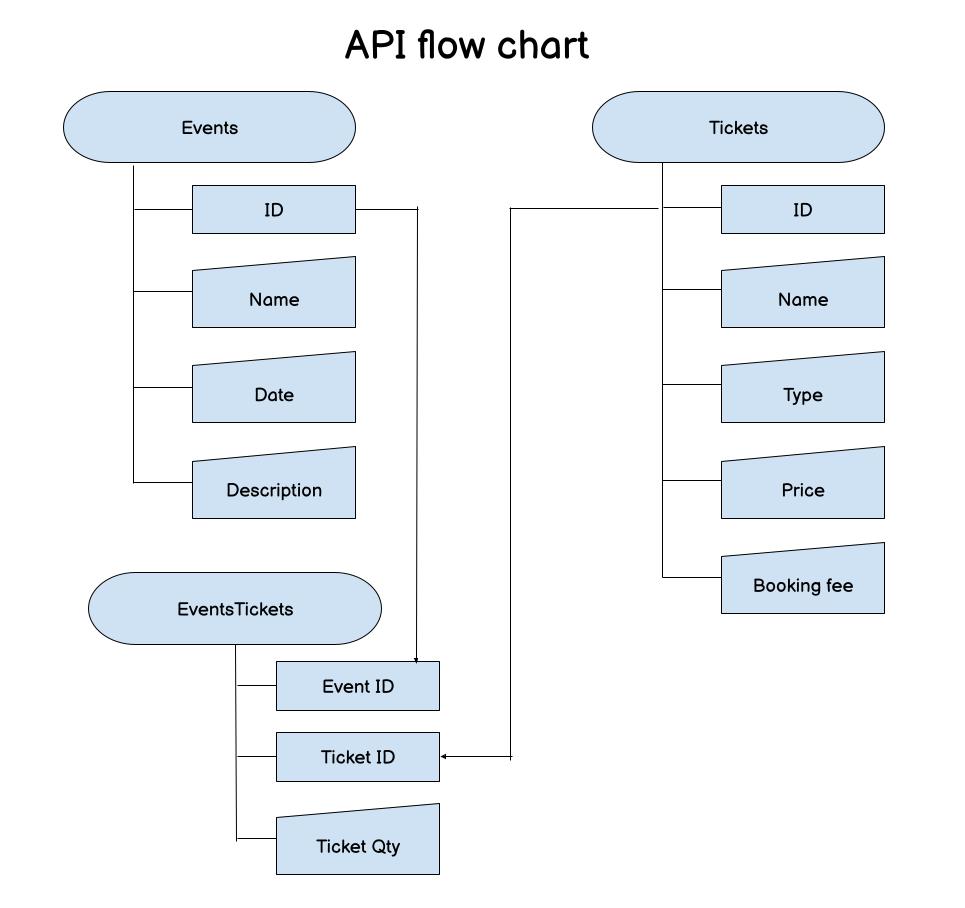 API flow chart
Events
ID
Name
Date
Description
Tickets
ID
Name
Type
Price
Booking fee
EventsTickets
Event ID
Ticket ID
Ticket Qty